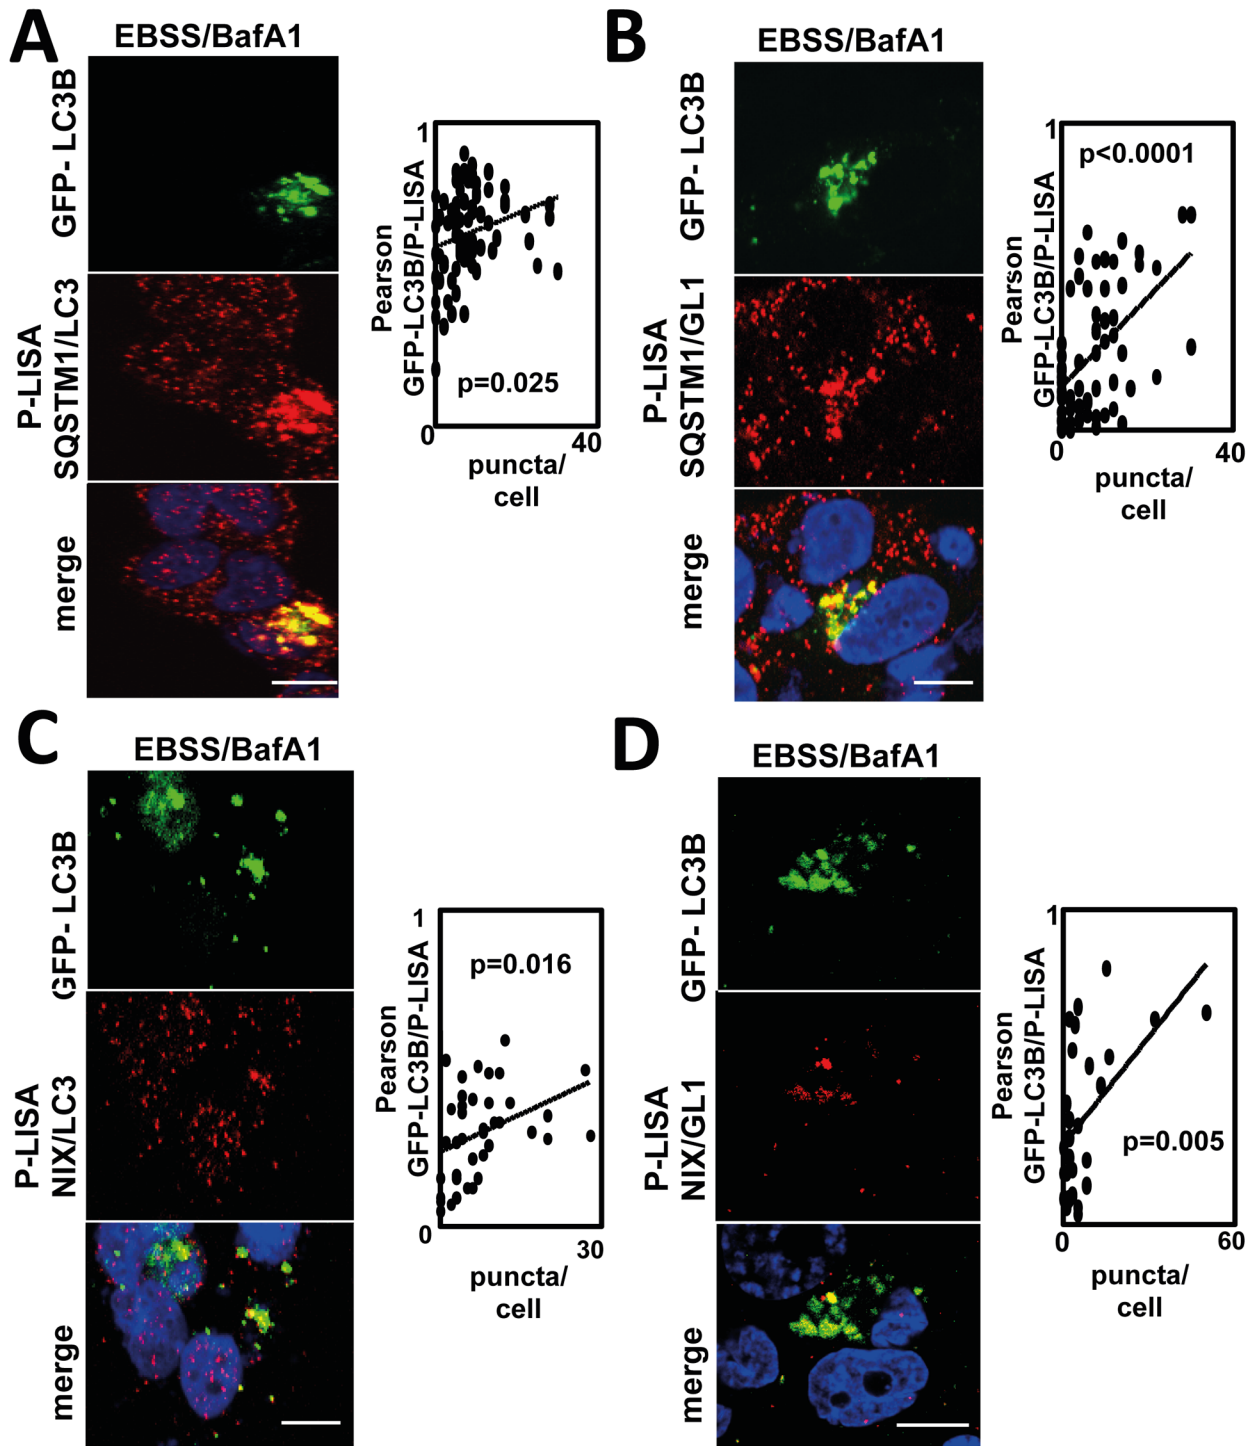 A
EBSS/BafA1
GFP- LC3B
P-LISA
SQSTM1/LC3
merge
1
Pearson
GFP-LC3B/P-LISA
p=0.025
0
40
puncta/
cell
B
EBSS/BafA1
GFP- LC3B
P-LISA
SQSTM1/GL1
merge
1
Pearson
GFP-LC3B/P-LISA
p<0.0001
0
40
puncta/
cell
C
EBSS/BafA1
GFP- LC3B
P-LISA
NIX/LC3
merge
1
Pearson
GFP-LC3B/P-LISA
p=0.016
0
30
puncta/
cell
D
EBSS/BafA1
GFP- LC3B
P-LISA
NIX/GL1
merge
1
Pearson
GFP-LC3B/P-LISA
p=0.005
0
60
puncta/
cell